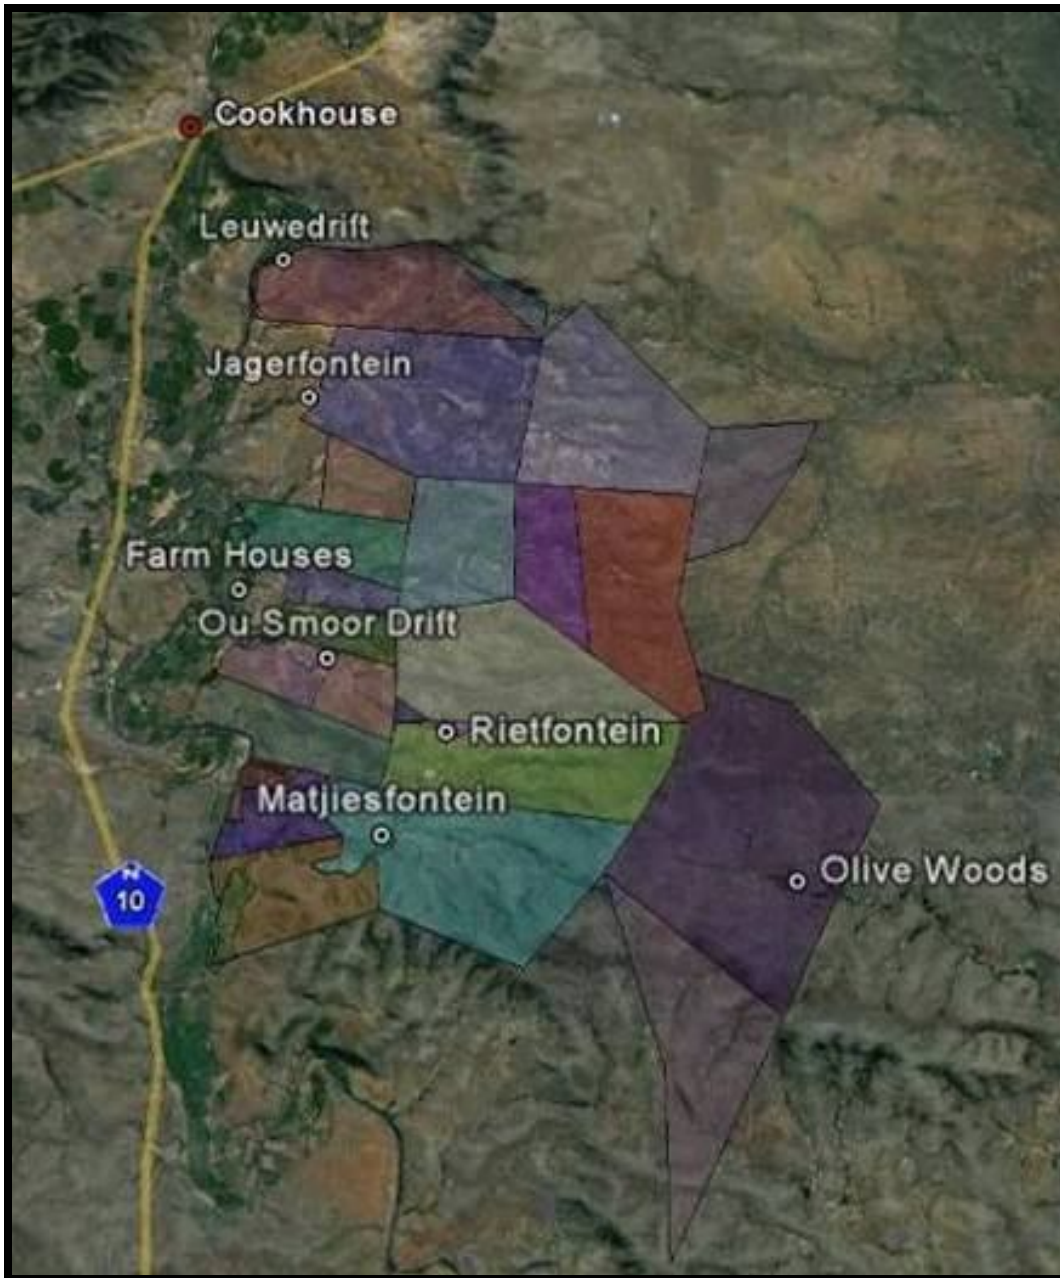 Cookhouse
Leuwedrift
Jagerfontein
Farm Houses
Ou Smoor Drift
Rietfontein
Matjiesfontein
Olive Woods
N
10